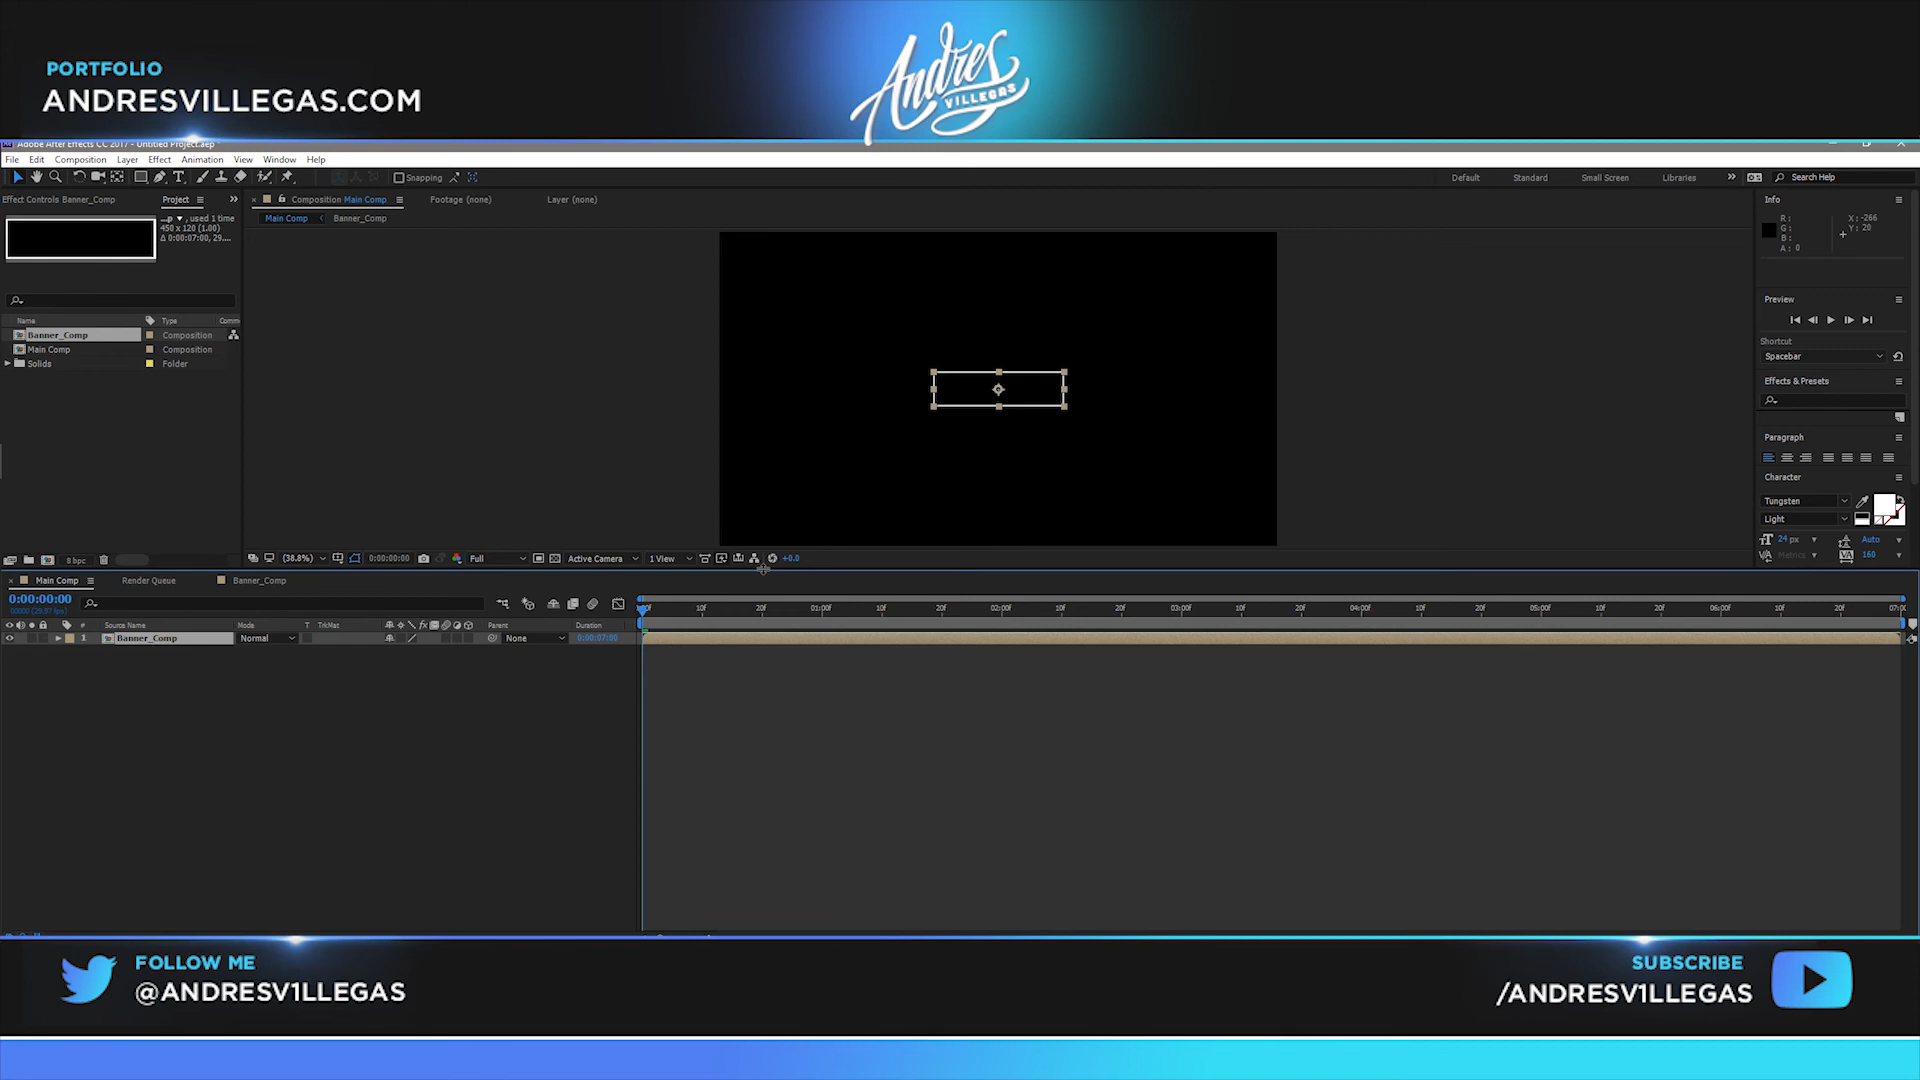 PORTFOLIO
ANDRESVILLEGAS.COM
Andres
VILLEGAS
Adobe After Effects CC 2017 - Untitled Project.aep *
File Edit Composition Layer Effect Animation View Window Help
Snapping
Default Standard Small Screen Libraries Search Help
Effect Controls Banner_Comp Project
Composition Main Comp Footage (none) Layer (none)
Main Comp Banner_Comp
...p ▼, used 1 time
450 x 120 (1.00)
Δ 0:00:07:00, 29....
Name Type Comm
Banner_Comp Composition
Main Comp Composition
Solids Folder
8 bpc
(38.8%) 0:00:00:00 Full Active Camera 1 View +0.0
Info
R : X : -266
G : Y : 20
B :
A : 0
Preview
Shortcut
Spacebar
Effects & Presets
Paragraph
Character
Tungsten
Light
24 px Auto
Metrics 160
Main Comp Render Queue Banner_Comp
0:00:00:00
00000 (29.97 fps)
:00f 10f 20f 01:00f 10f 20f 02:00f 10f 20f 03:00f 10f 20f 04:00f 10f 20f 05:00f 10f 20f 06:00f 10f 20f 07:00
# Source Name Mode T TrkMat Parent Duration
1 Banner_Comp Normal None 0:00:07:00
FOLLOW ME
@ANDRESV1LLEGAS
SUBSCRIBE
/ANDRESV1LLEGAS